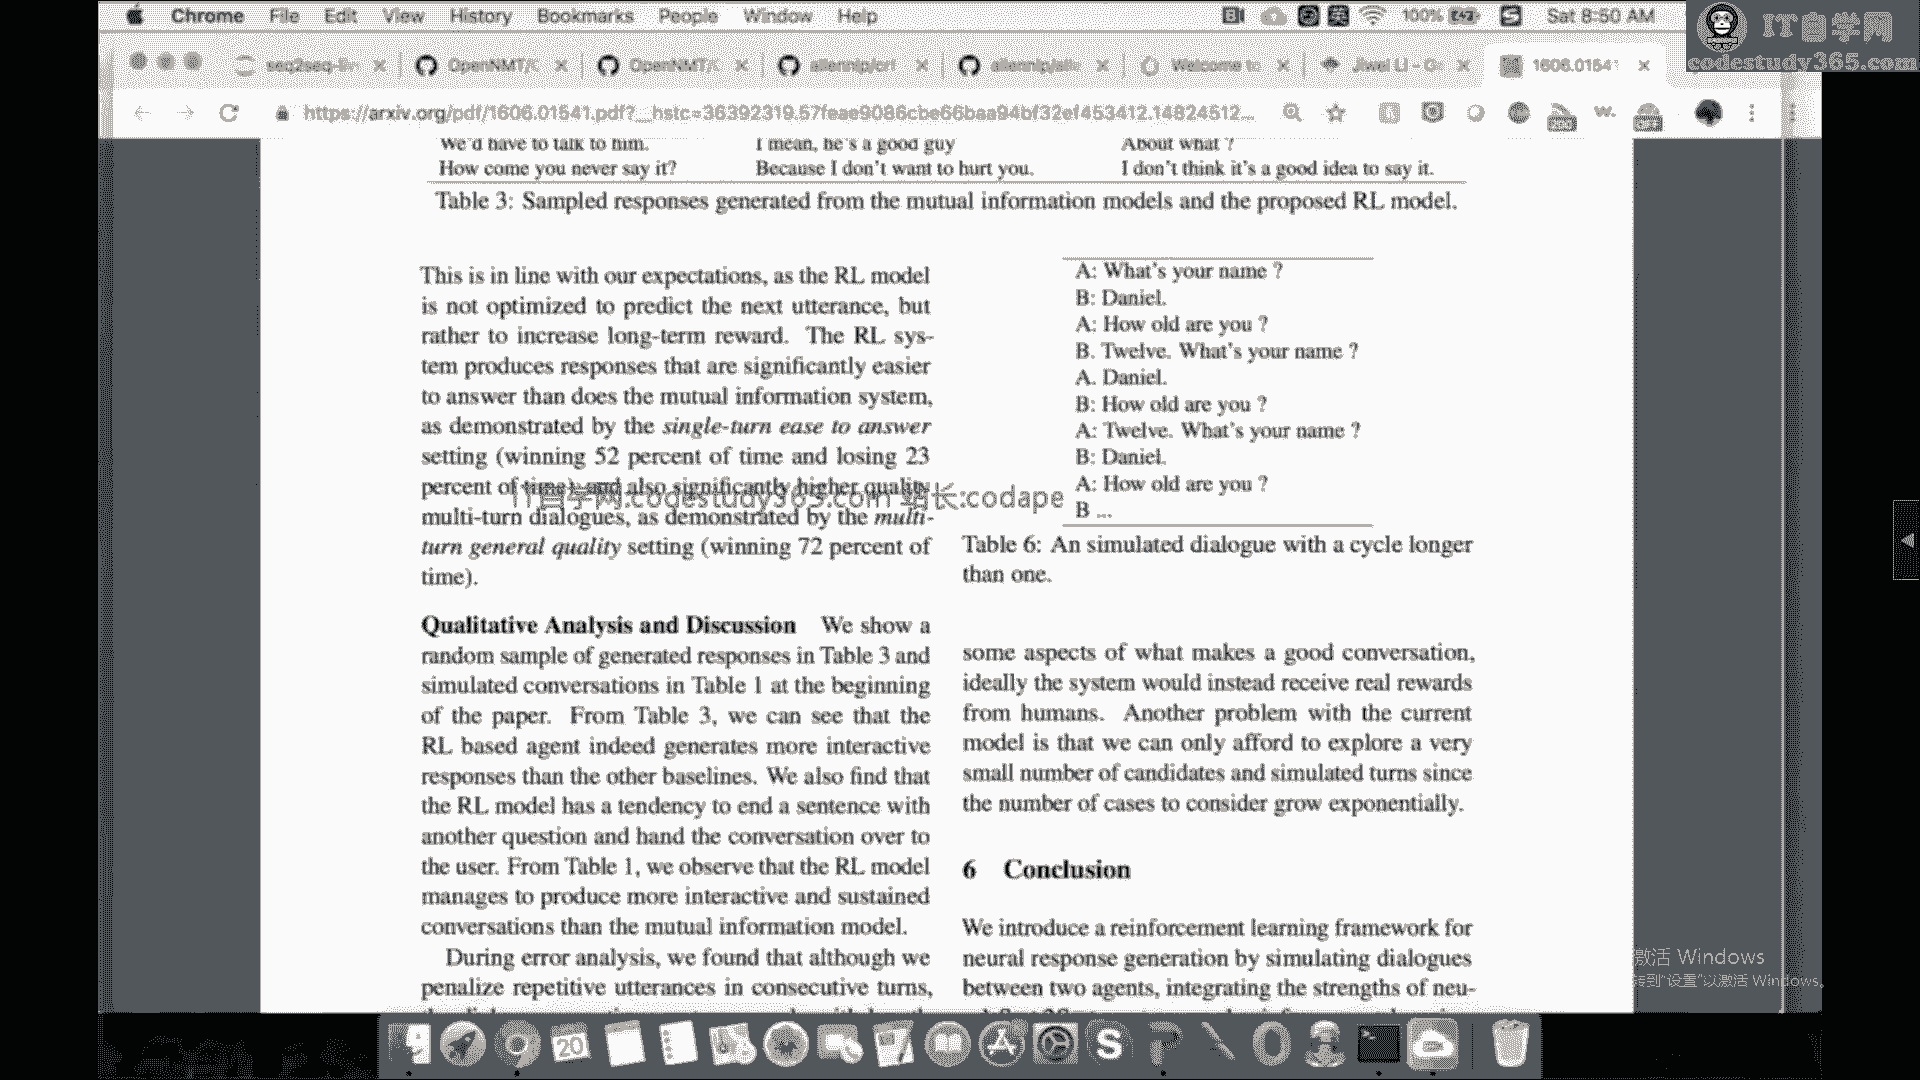 Chrome File Edit View History Bookmarks People Window Help
100%
Sat 8:50 AM
IT自学网
codestudy365.com
OpenNMT/
OpenNMT/
Welcome to
Jiwei Li - Go
1606.01541
https://arxiv.org/pdf/1606.01541.pdf?__hstc=36392319.57feae9086cbe66baa94bf32ef453412.14824512...
We'd have to talk to him. I mean, he's a good guy About what ?
How come you never say it? Because I don't want to hurt you. I don't think it's a good idea to say it.
Table 3: Sampled responses generated from the mutual information models and the proposed RL model.
This is in line with our expectations, as the RL model
is not optimized to predict the next utterance, but
rather to increase long-term reward. The RL sys-
tem produces responses that are significantly easier
to answer than does the mutual information system,
as demonstrated by the single-turn ease to answer
setting (winning 52 percent of time and losing 23
percent of time), and also significantly higher quality
multi-turn dialogues, as demonstrated by the multi-
turn general quality setting (winning 72 percent of
time).
IT自学网:codestudy365.com 站长:codape
Qualitative Analysis and Discussion We show a
random sample of generated responses in Table 3 and
simulated conversations in Table 1 at the beginning
of the paper. From Table 3, we can see that the
RL based agent indeed generates more interactive
responses than the other baselines. We also find that
the RL model has a tendency to end a sentence with
another question and hand the conversation over to
the user. From Table 1, we observe that the RL model
manages to produce more interactive and sustained
conversations than the mutual information model.
During error analysis, we found that although we
penalize repetitive utterances in consecutive turns,
A: What's your name ?
B: Daniel.
A: How old are you ?
B. Twelve. What's your name ?
A. Daniel.
B: How old are you ?
A: Twelve. What's your name ?
B: Daniel.
A: How old are you ?
B ...
Table 6: An simulated dialogue with a cycle longer
than one.
some aspects of what makes a good conversation,
ideally the system would instead receive real rewards
from humans. Another problem with the current
model is that we can only afford to explore a very
small number of candidates and simulated turns since
the number of cases to consider grow exponentially.
6 Conclusion
We introduce a reinforcement learning framework for
neural response generation by simulating dialogues
between two agents, integrating the strengths of neu-
激活 Windows
转到"设置"以激活 Windows。
20